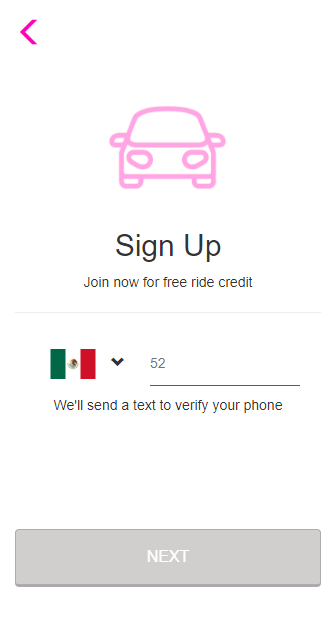 Sign Up
Join now for free ride credit
52
We'll send a text to verify your phone
NEXT